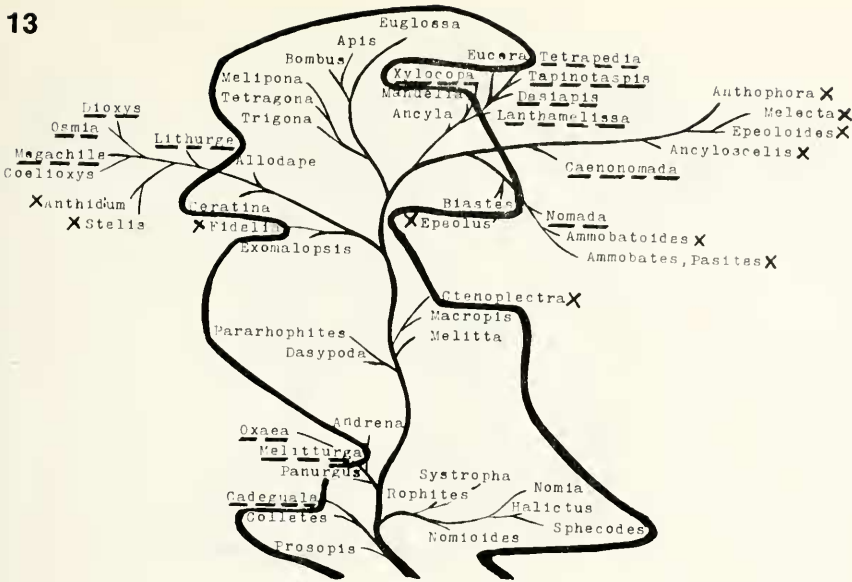 13
Euglossa
Apis
Bombus
Eucera Tetrapedia
Melipona
Xylocopa
Tapinotaspis
Tetragona
Manuelia
Dasiapis
Anthophora X
Dioxys
Trigona
Ancyla
Lanthamelissa
Melecta X
Osmia
Lithurge
Epeoloides X
Megachile
Allodape
Ancyloscelis X
Coelioxys
Caenonomada
X Anthidium
Ceratina
Biastes
Nomada
X Stelis
X Fidelia
X Epeolus
Ammobatoides X
Exomalopsis
Ammobates, Pasites X
Ctenoplectra X
Macropis
Pararhophites
Melitta
Dasypoda
Andrena
Oxaea
Melitturga
Panurgus
Systropha
Cadeguala
Rophites
Nomia
Colletes
Halictus
Nomioides
Sphecodes
Prosopis